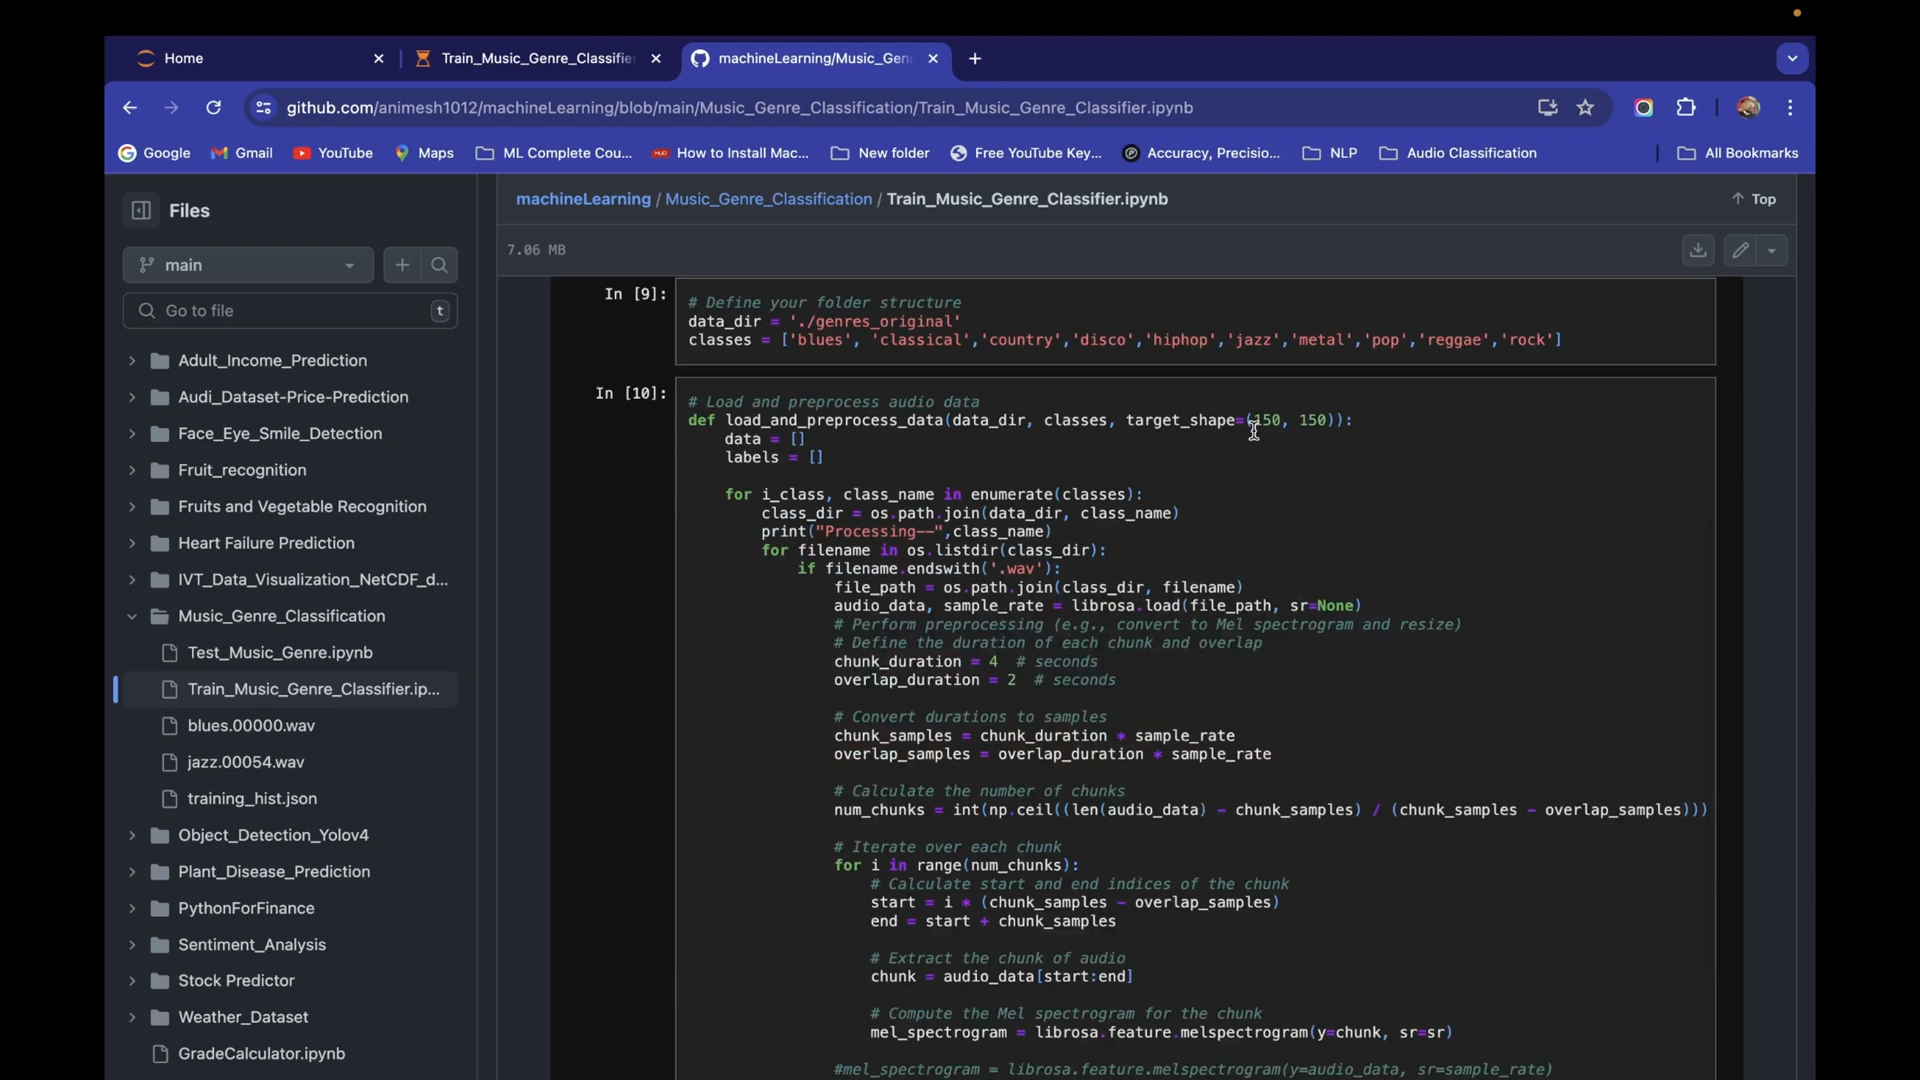 Home
Train_Music_Genre_Classifier
machineLearning/Music_Gen
github.com/animesh1012/machineLearning/blob/main/Music_Genre_Classification/Train_Music_Genre_Classifier.ipynb
Google
Gmail
YouTube
Maps
ML Complete Cou...
How to Install Mac...
New folder
Free YouTube Key...
Accuracy, Precisio...
NLP
Audio Classification
All Bookmarks
Files
main
Go to file
t
Adult_Income_Prediction
Audi_Dataset-Price-Prediction
Face_Eye_Smile_Detection
Fruit_recognition
Fruits and Vegetable Recognition
Heart Failure Prediction
IVT_Data_Visualization_NetCDF_d...
Music_Genre_Classification
Test_Music_Genre.ipynb
Train_Music_Genre_Classifier.ip...
blues.00000.wav
jazz.00054.wav
training_hist.json
Object_Detection_Yolov4
Plant_Disease_Prediction
PythonForFinance
Sentiment_Analysis
Stock Predictor
Weather_Dataset
GradeCalculator.ipynb
machineLearning / Music_Genre_Classification / Train_Music_Genre_Classifier.ipynb
Top
7.06 MB
In [9]:
# Define your folder structure
data_dir = './genres_original'
classes = ['blues', 'classical','country','disco','hiphop','jazz','metal','pop','reggae','rock']
In [10]:
# Load and preprocess audio data
def load_and_preprocess_data(data_dir, classes, target_shape=(150, 150)):
data = []
labels = []
for i_class, class_name in enumerate(classes):
class_dir = os.path.join(data_dir, class_name)
print("Processing--",class_name)
for filename in os.listdir(class_dir):
if filename.endswith('.wav'):
file_path = os.path.join(class_dir, filename)
audio_data, sample_rate = librosa.load(file_path, sr=None)
# Perform preprocessing (e.g., convert to Mel spectrogram and resize)
# Define the duration of each chunk and overlap
chunk_duration = 4 # seconds
overlap_duration = 2 # seconds
# Convert durations to samples
chunk_samples = chunk_duration * sample_rate
overlap_samples = overlap_duration * sample_rate
# Calculate the number of chunks
num_chunks = int(np.ceil((len(audio_data) - chunk_samples) / (chunk_samples - overlap_samples)))
# Iterate over each chunk
for i in range(num_chunks):
# Calculate start and end indices of the chunk
start = i * (chunk_samples - overlap_samples)
end = start + chunk_samples
# Extract the chunk of audio
chunk = audio_data[start:end]
# Compute the Mel spectrogram for the chunk
mel_spectrogram = librosa.feature.melspectrogram(y=chunk, sr=sr)
#mel_spectrogram = librosa.feature.melspectrogram(y=audio_data, sr=sample_rate)